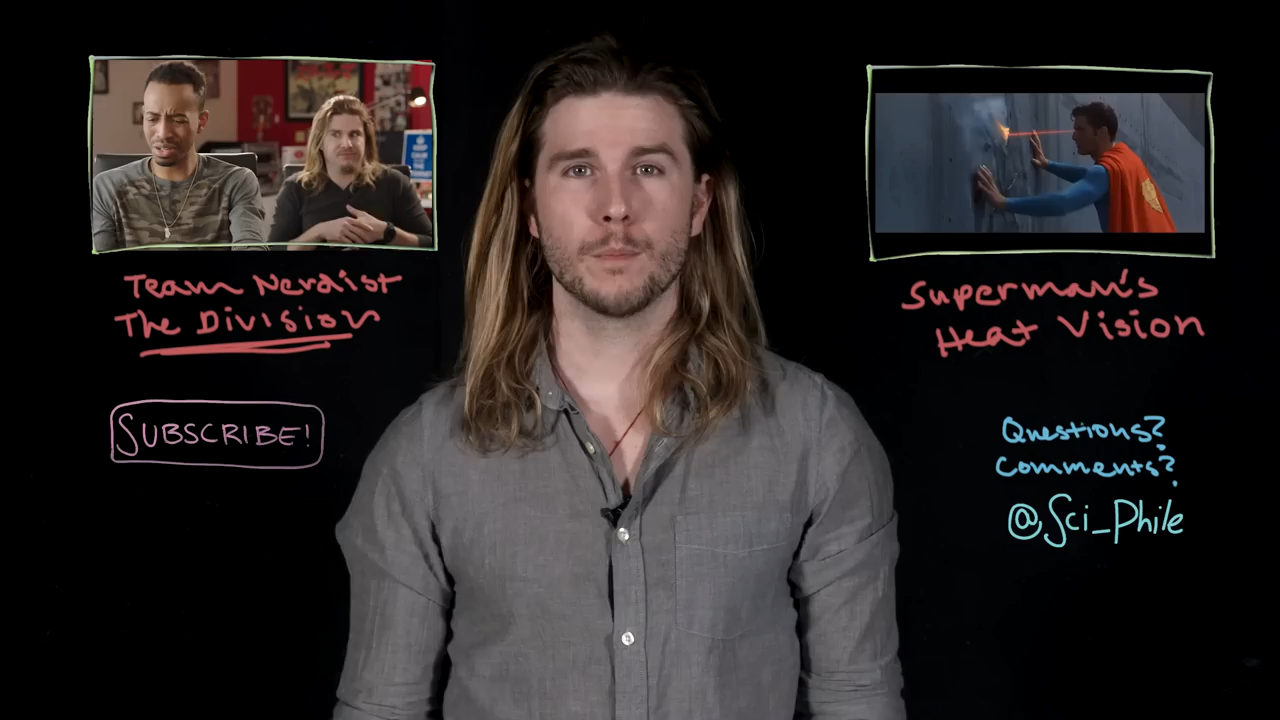 Team Nerdist
The Division
SUBSCRIBE!
Superman's
Heat Vision
Questions?
Comments?
@Sci_Phile